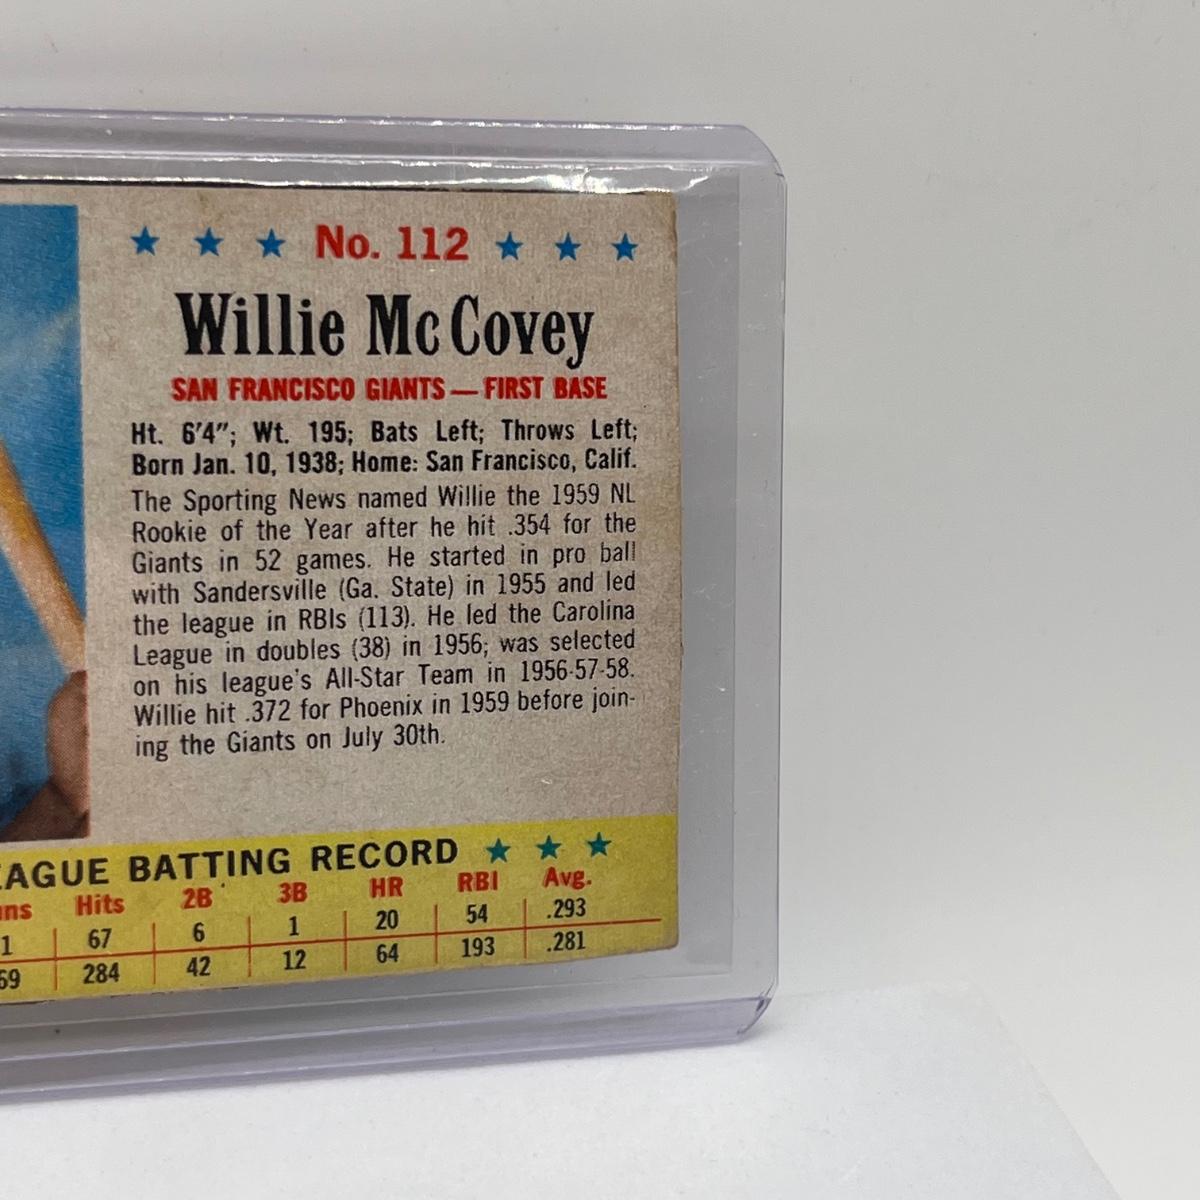 ★ ★ ★ No. 112 ★ ★ ★
Willie McCovey
SAN FRANCISCO GIANTS — FIRST BASE
Ht. 6'4"; Wt. 195; Bats Left; Throws Left;
Born Jan. 10, 1938; Home: San Francisco, Calif.
The Sporting News named Willie the 1959 NL
Rookie of the Year after he hit .354 for the
Giants in 52 games. He started in pro ball
with Sandersville (Ga. State) in 1955 and led
the league in RBIs (113). He led the Carolina
League in doubles (38) in 1956; was selected
on his league's All-Star Team in 1956-57-58.
Willie hit .372 for Phoenix in 1959 before join-
ing the Giants on July 30th.
EAGUE BATTING RECORD ★ ★ ★
ns Hits 2B 3B HR RBI Avg.
1 67 6 1 20 54 .293
69 284 42 12 64 193 .281